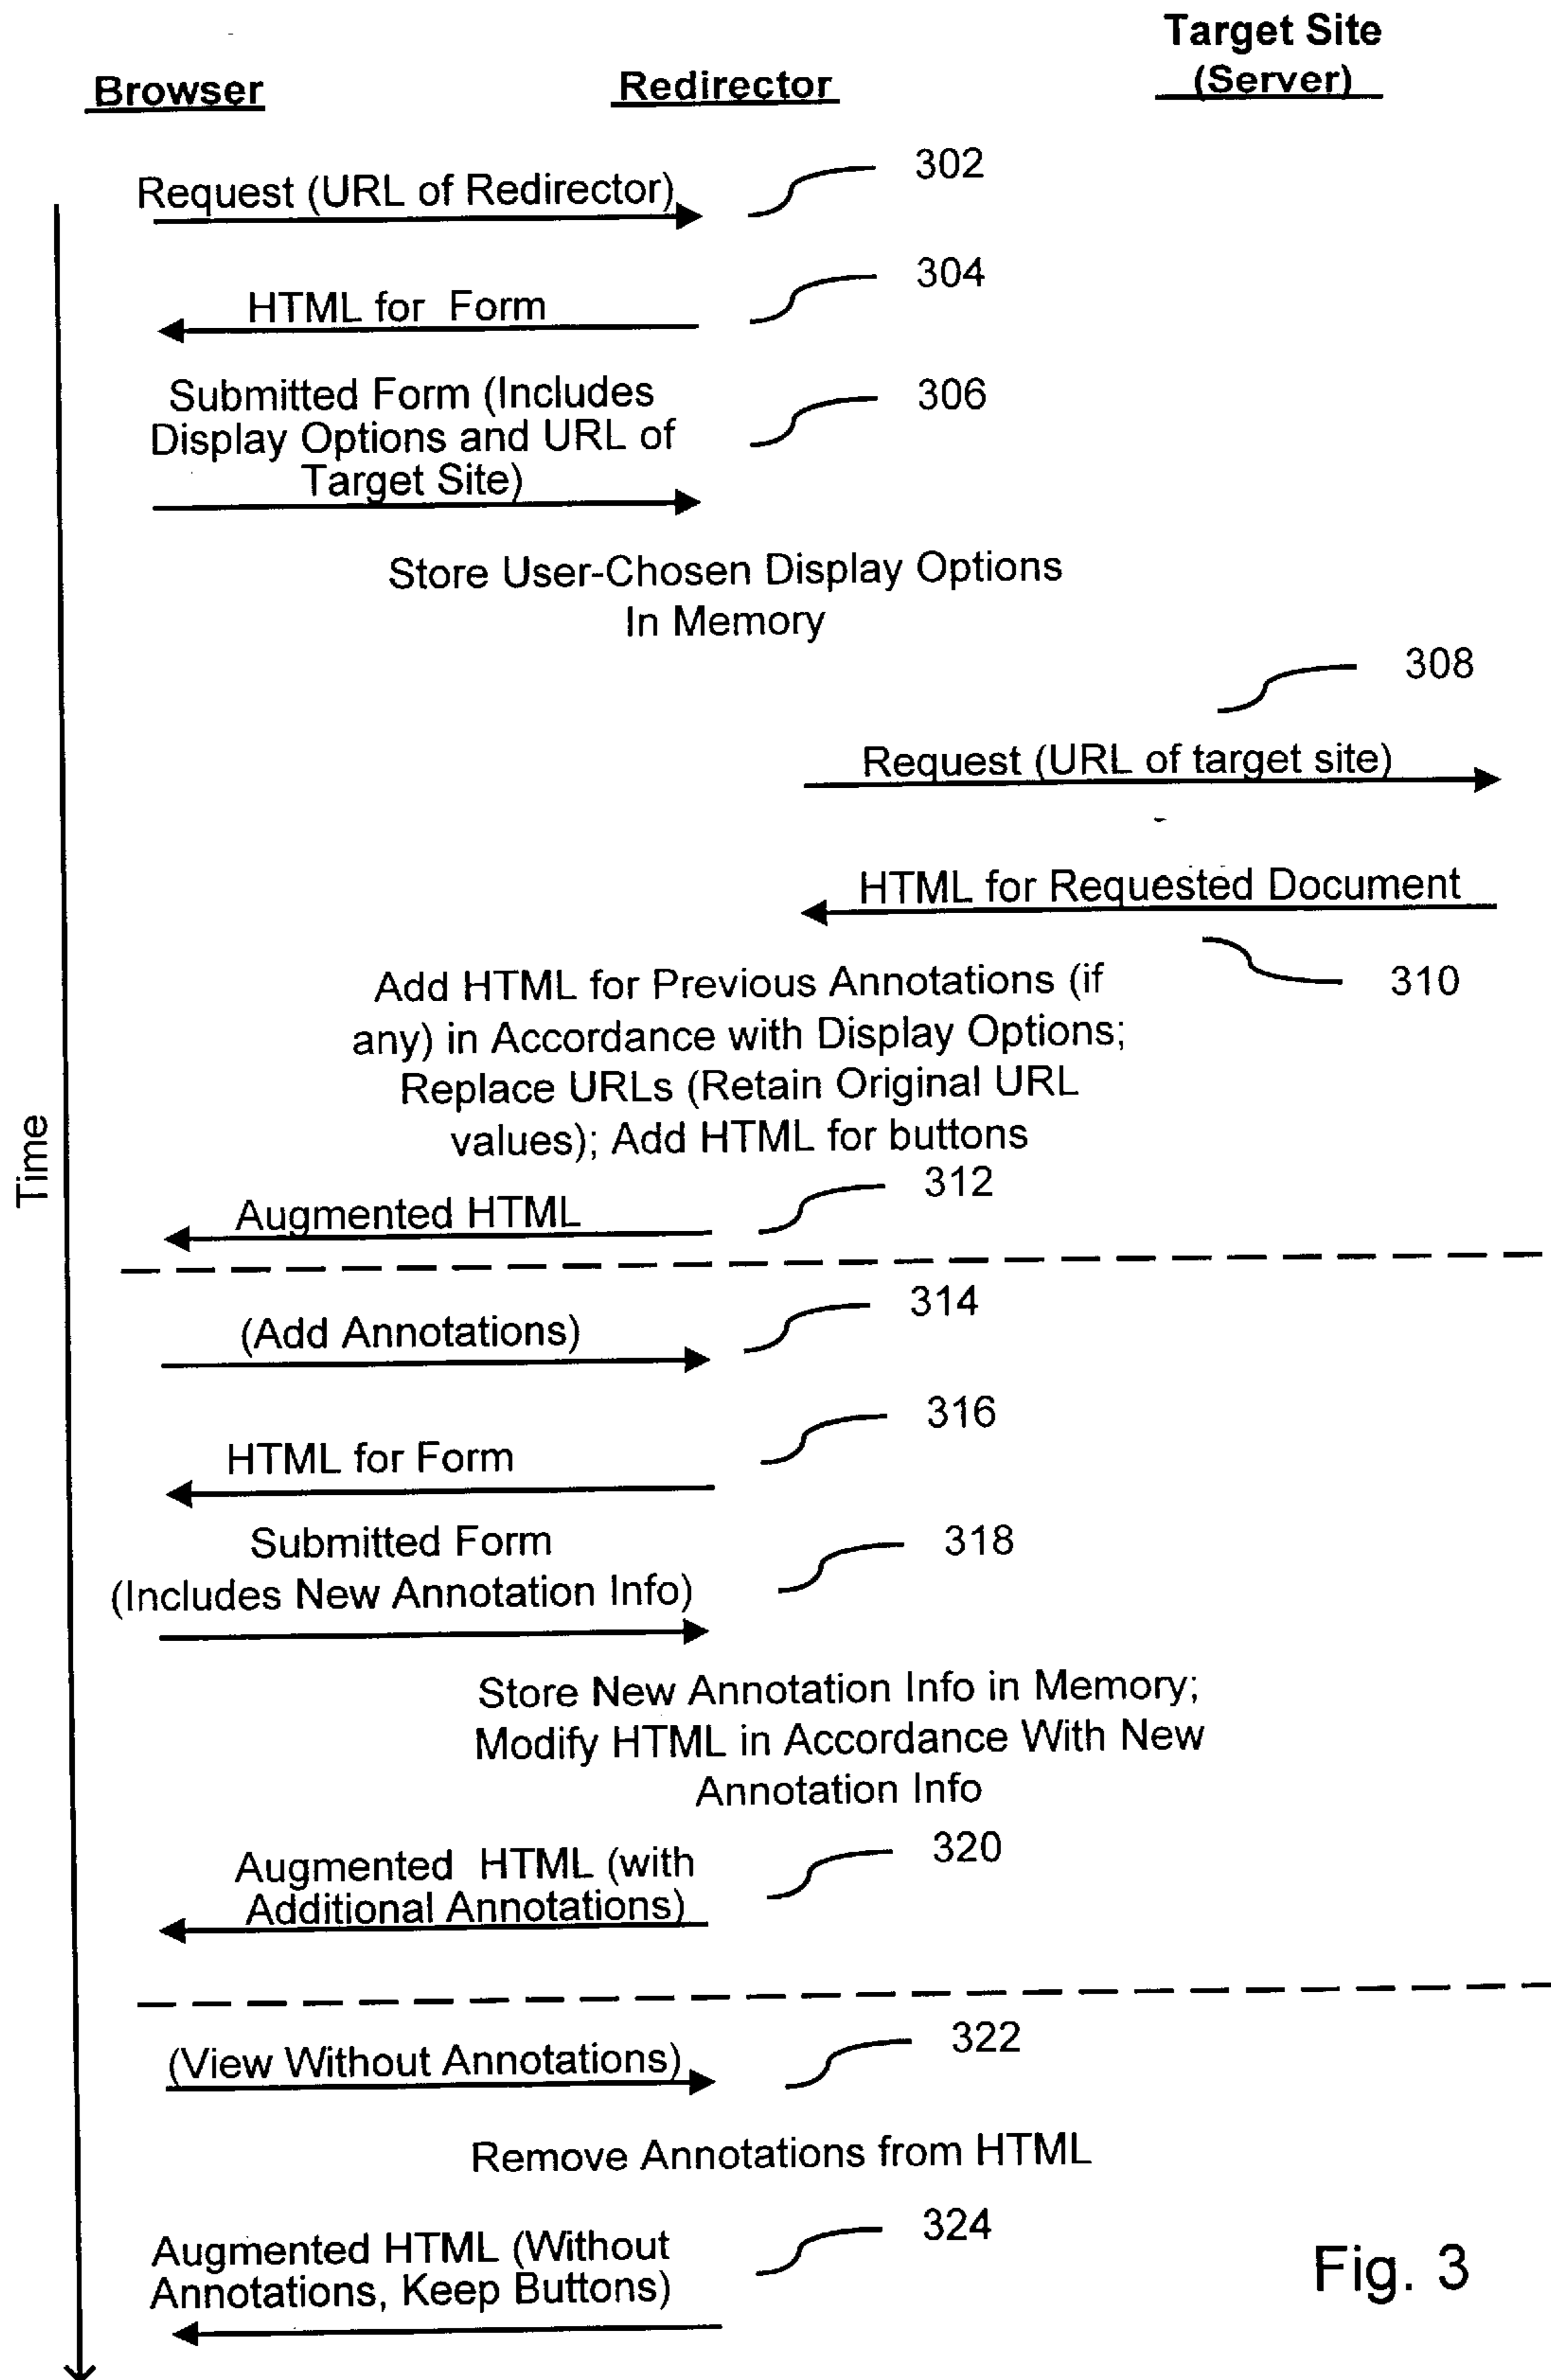 Target Site
(Server)
Browser
Redirector
302
Request (URL of Redirector)
304
HTML for Form
306
Submitted Form (Includes
Display Options and URL of
Target Site)
Store User-Chosen Display Options
In Memory
308
Request (URL of target site)
HTML for Requested Document
310
Add HTML for Previous Annotations (if
any) in Accordance with Display Options;
Replace URLs (Retain Original URL
values); Add HTML for buttons
Time
312
Augmented HTML
314
(Add Annotations)
316
HTML for Form
318
Submitted Form
(Includes New Annotation Info)
Store New Annotation Info in Memory;
Modify HTML in Accordance With New
Annotation Info
320
Augmented HTML (with
Additional Annotations)
322
(View Without Annotations)
Remove Annotations from HTML
324
Augmented HTML (Without
Annotations, Keep Buttons)
Fig. 3